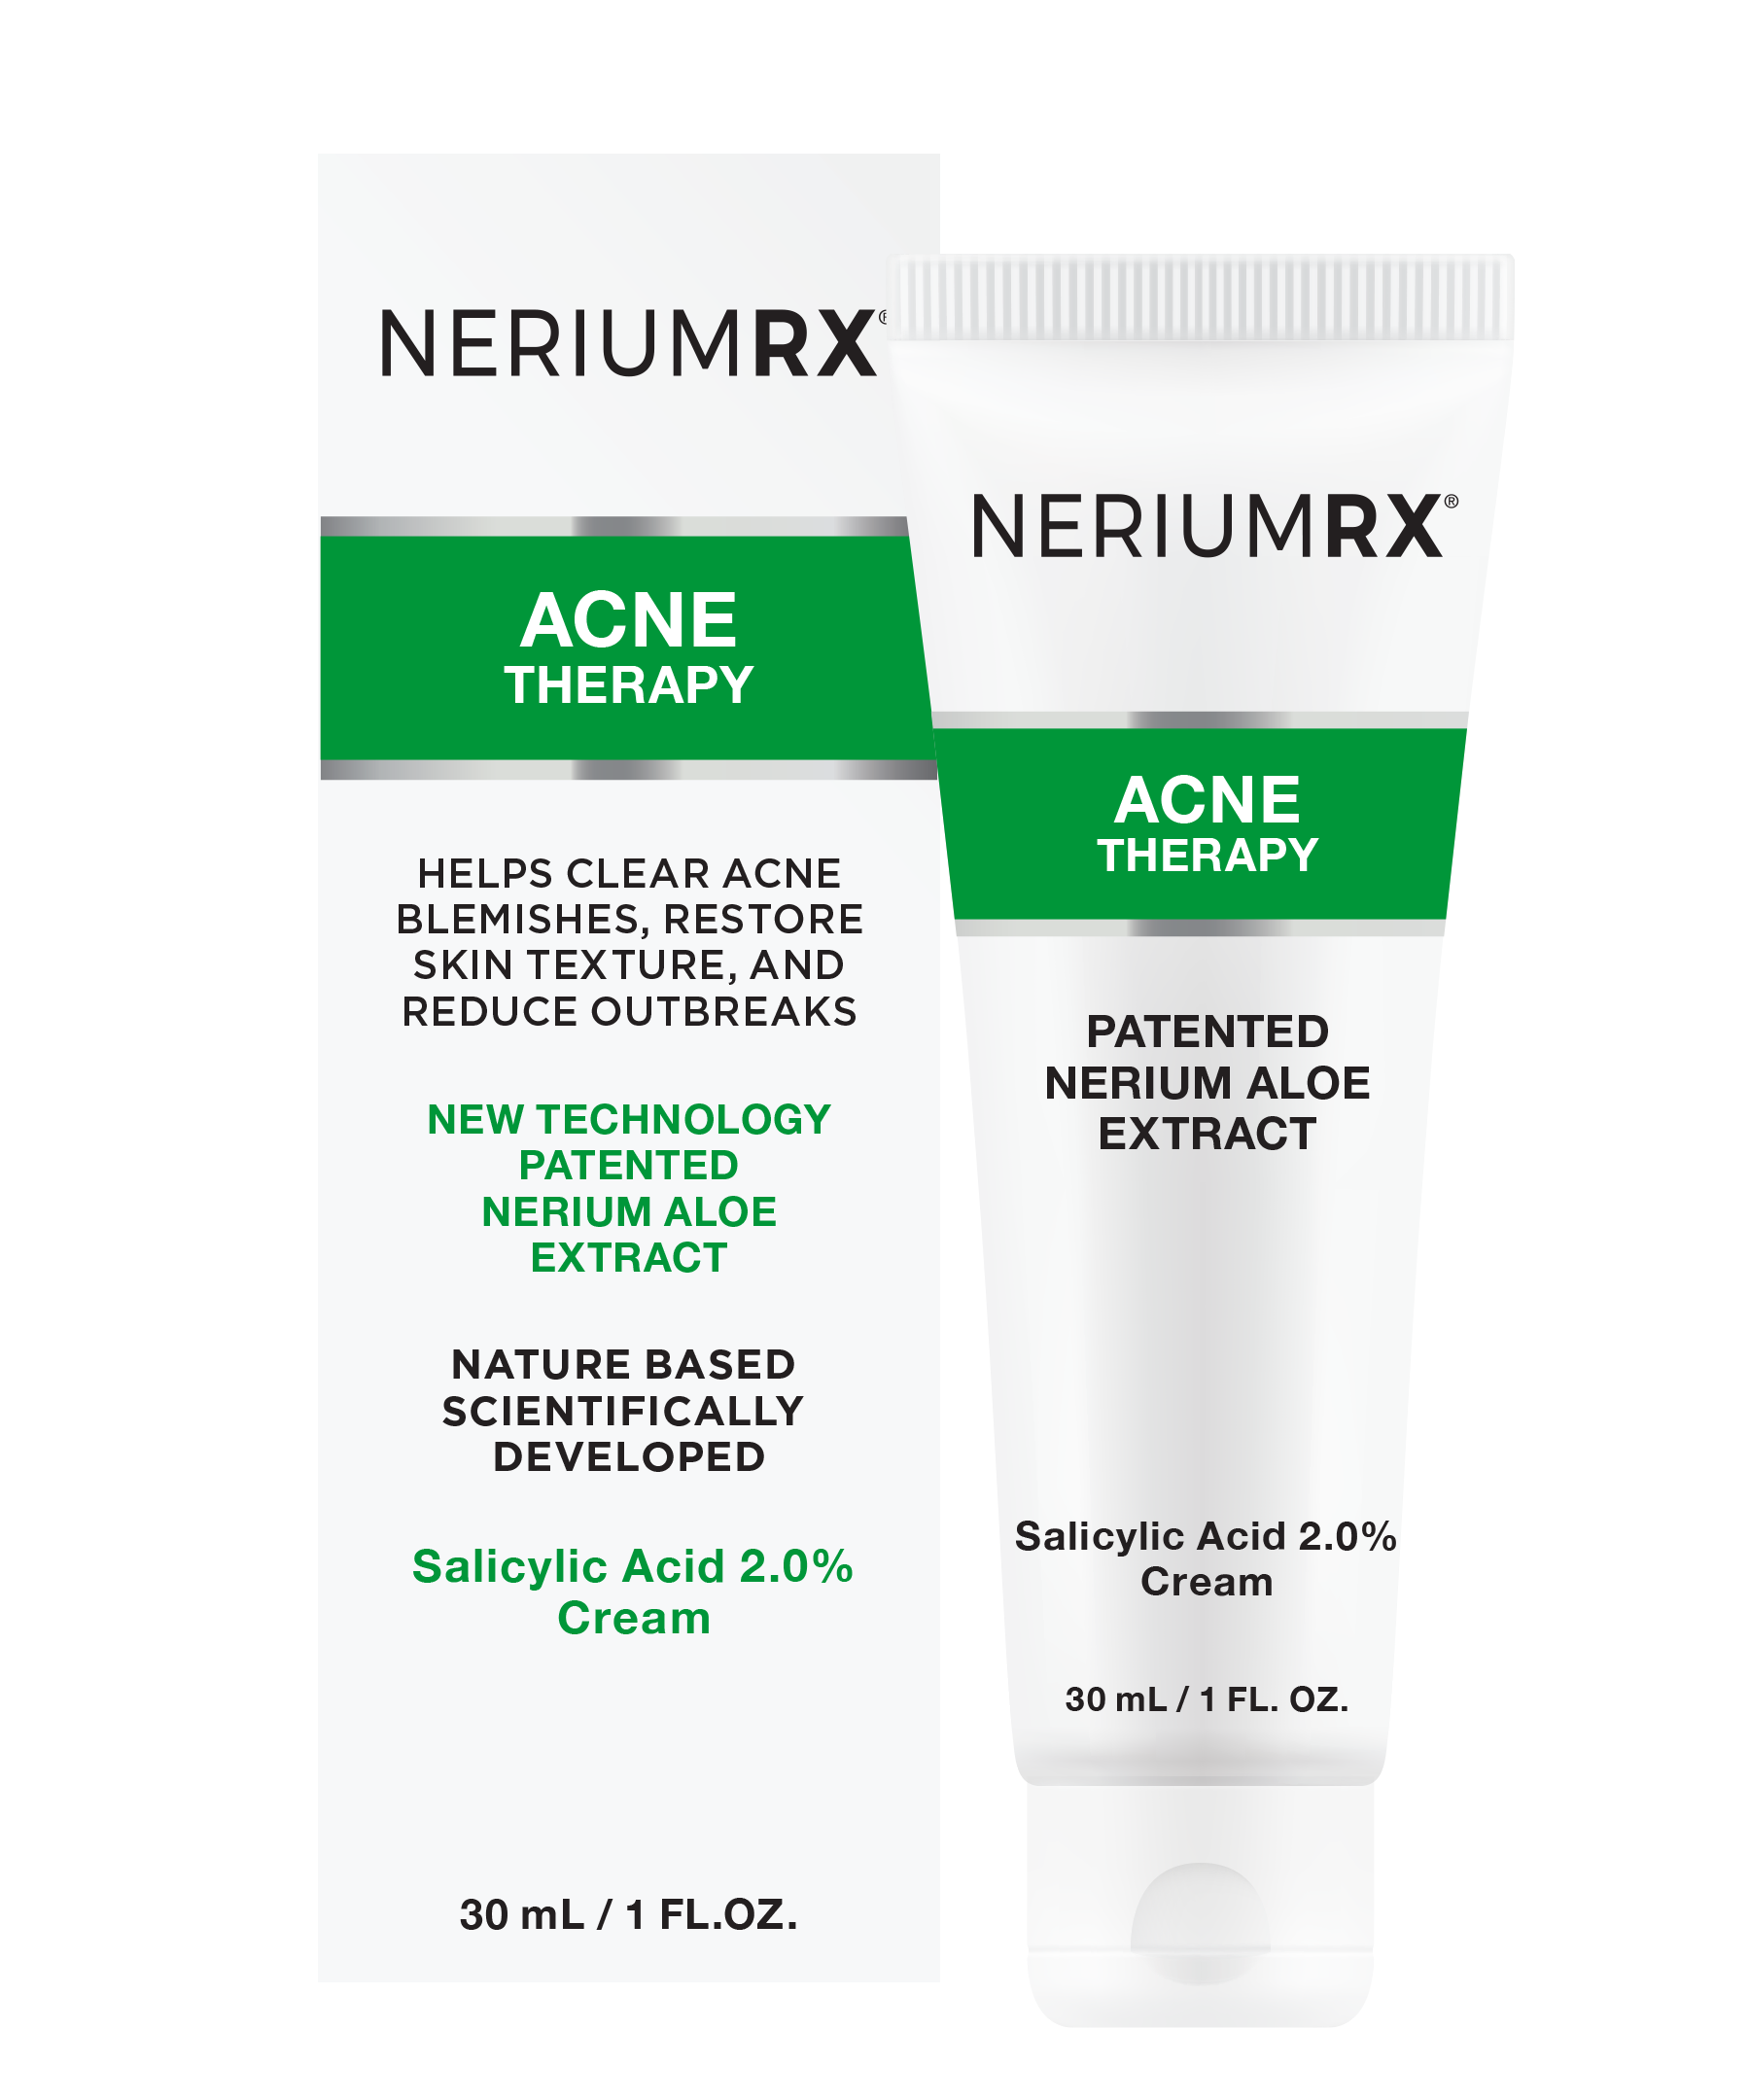 NERIUMRX®
ACNE
THERAPY
HELPS CLEAR ACNE
BLEMISHES, RESTORE
SKIN TEXTURE, AND
REDUCE OUTBREAKS
NEW TECHNOLOGY
PATENTED
NERIUM ALOE
EXTRACT
NATURE BASED
SCIENTIFICALLY
DEVELOPED
Salicylic Acid 2.0%
Cream
30 mL / 1 FL.OZ.
NERIUMRX®
ACNE
THERAPY
PATENTED
NERIUM ALOE
EXTRACT
Salicylic Acid 2.0%
Cream
30 mL / 1 FL. OZ.